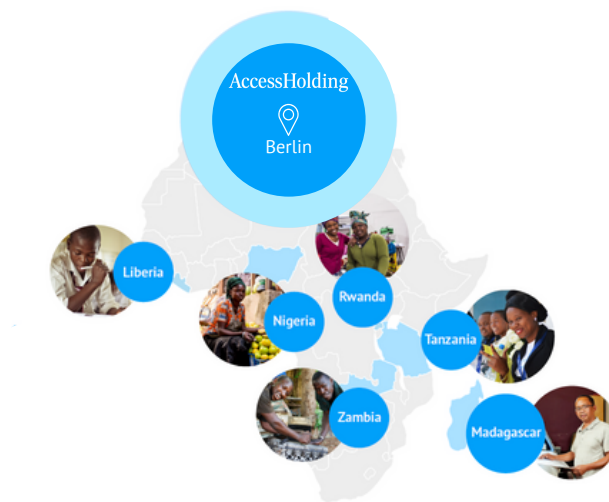 AccessHolding
Berlin
Liberia
Rwanda
Nigeria
Tanzania
Zambia
Madagascar